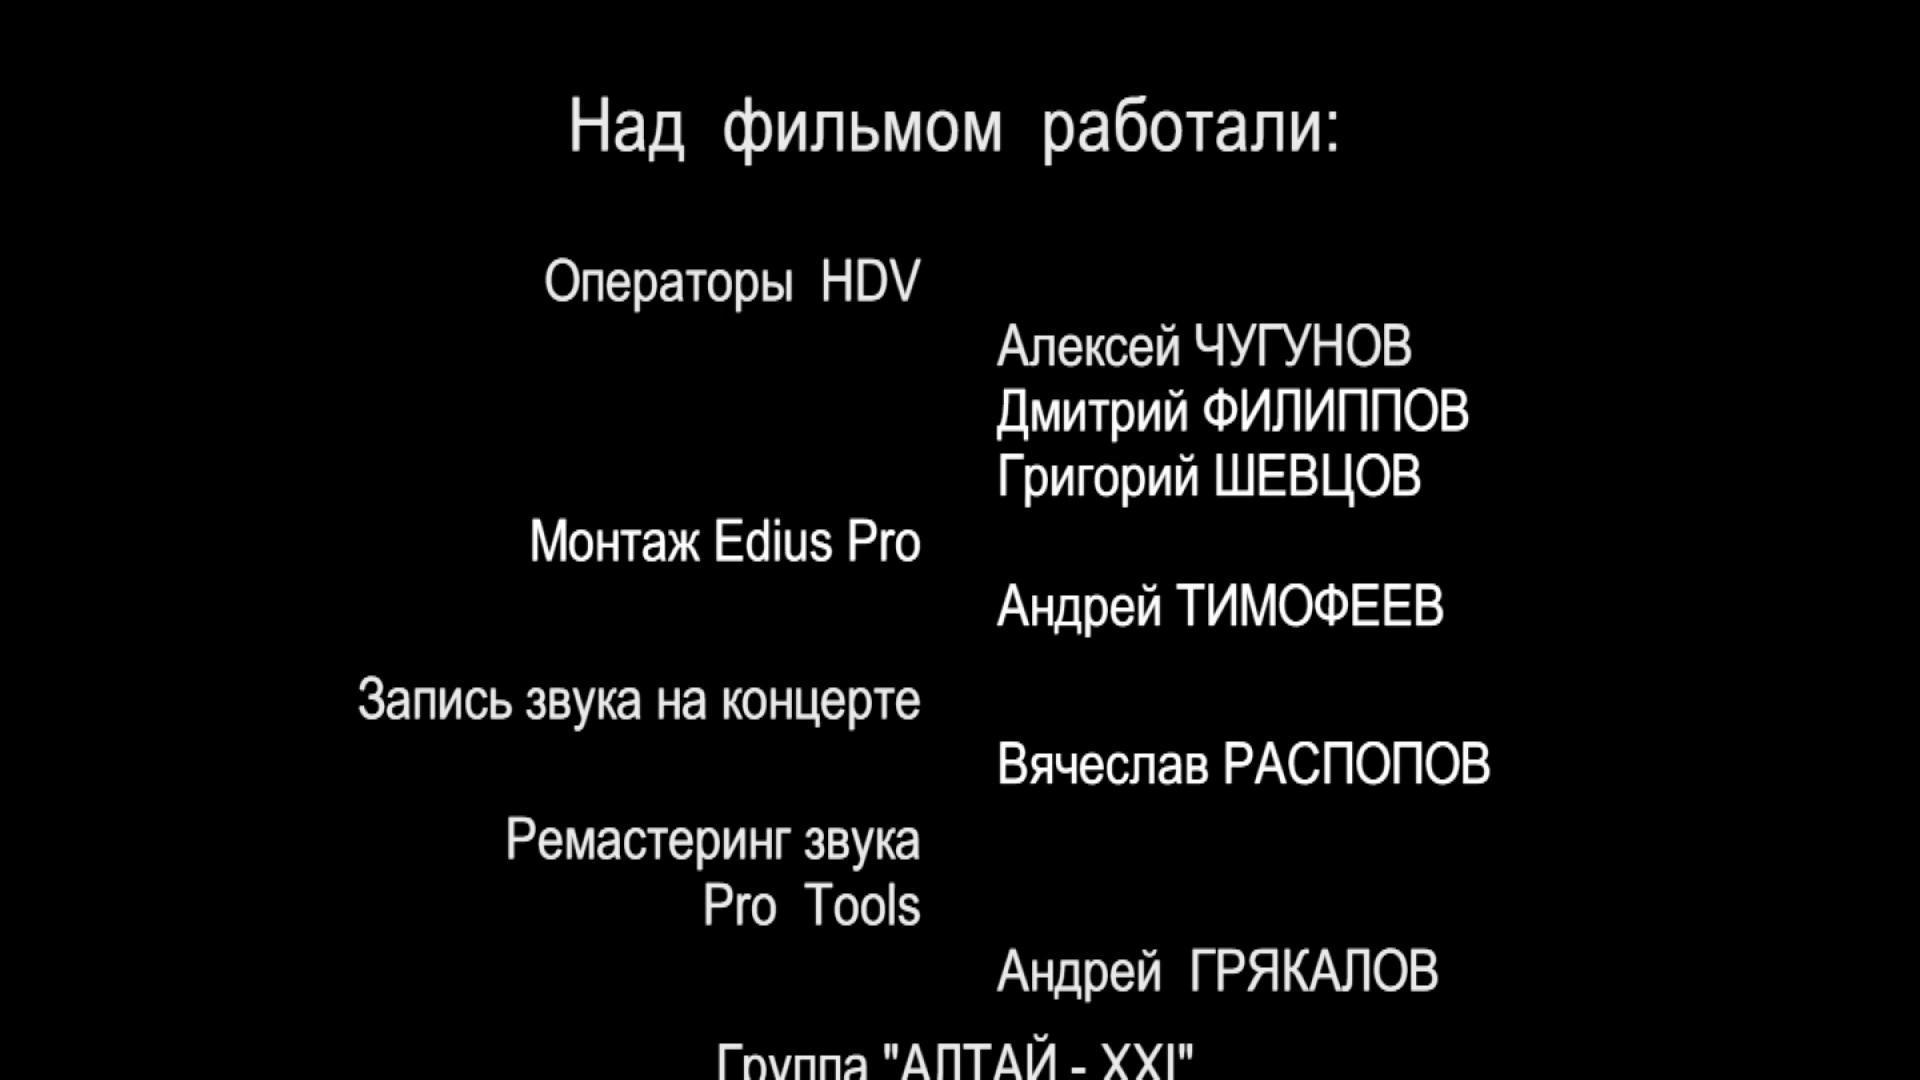 Над фильмом работали:
Операторы HDV
Алексей ЧУГУНОВ
Дмитрий ФИЛИППОВ
Григорий ШЕВЦОВ
Монтаж Edius Pro
Андрей ТИМОФЕЕВ
Запись звука на концерте
Вячеслав РАСПОПОВ
Ремастеринг звука
Pro Tools
Андрей ГРЯКАЛОВ
Группа "АЛТАЙ - XXI"